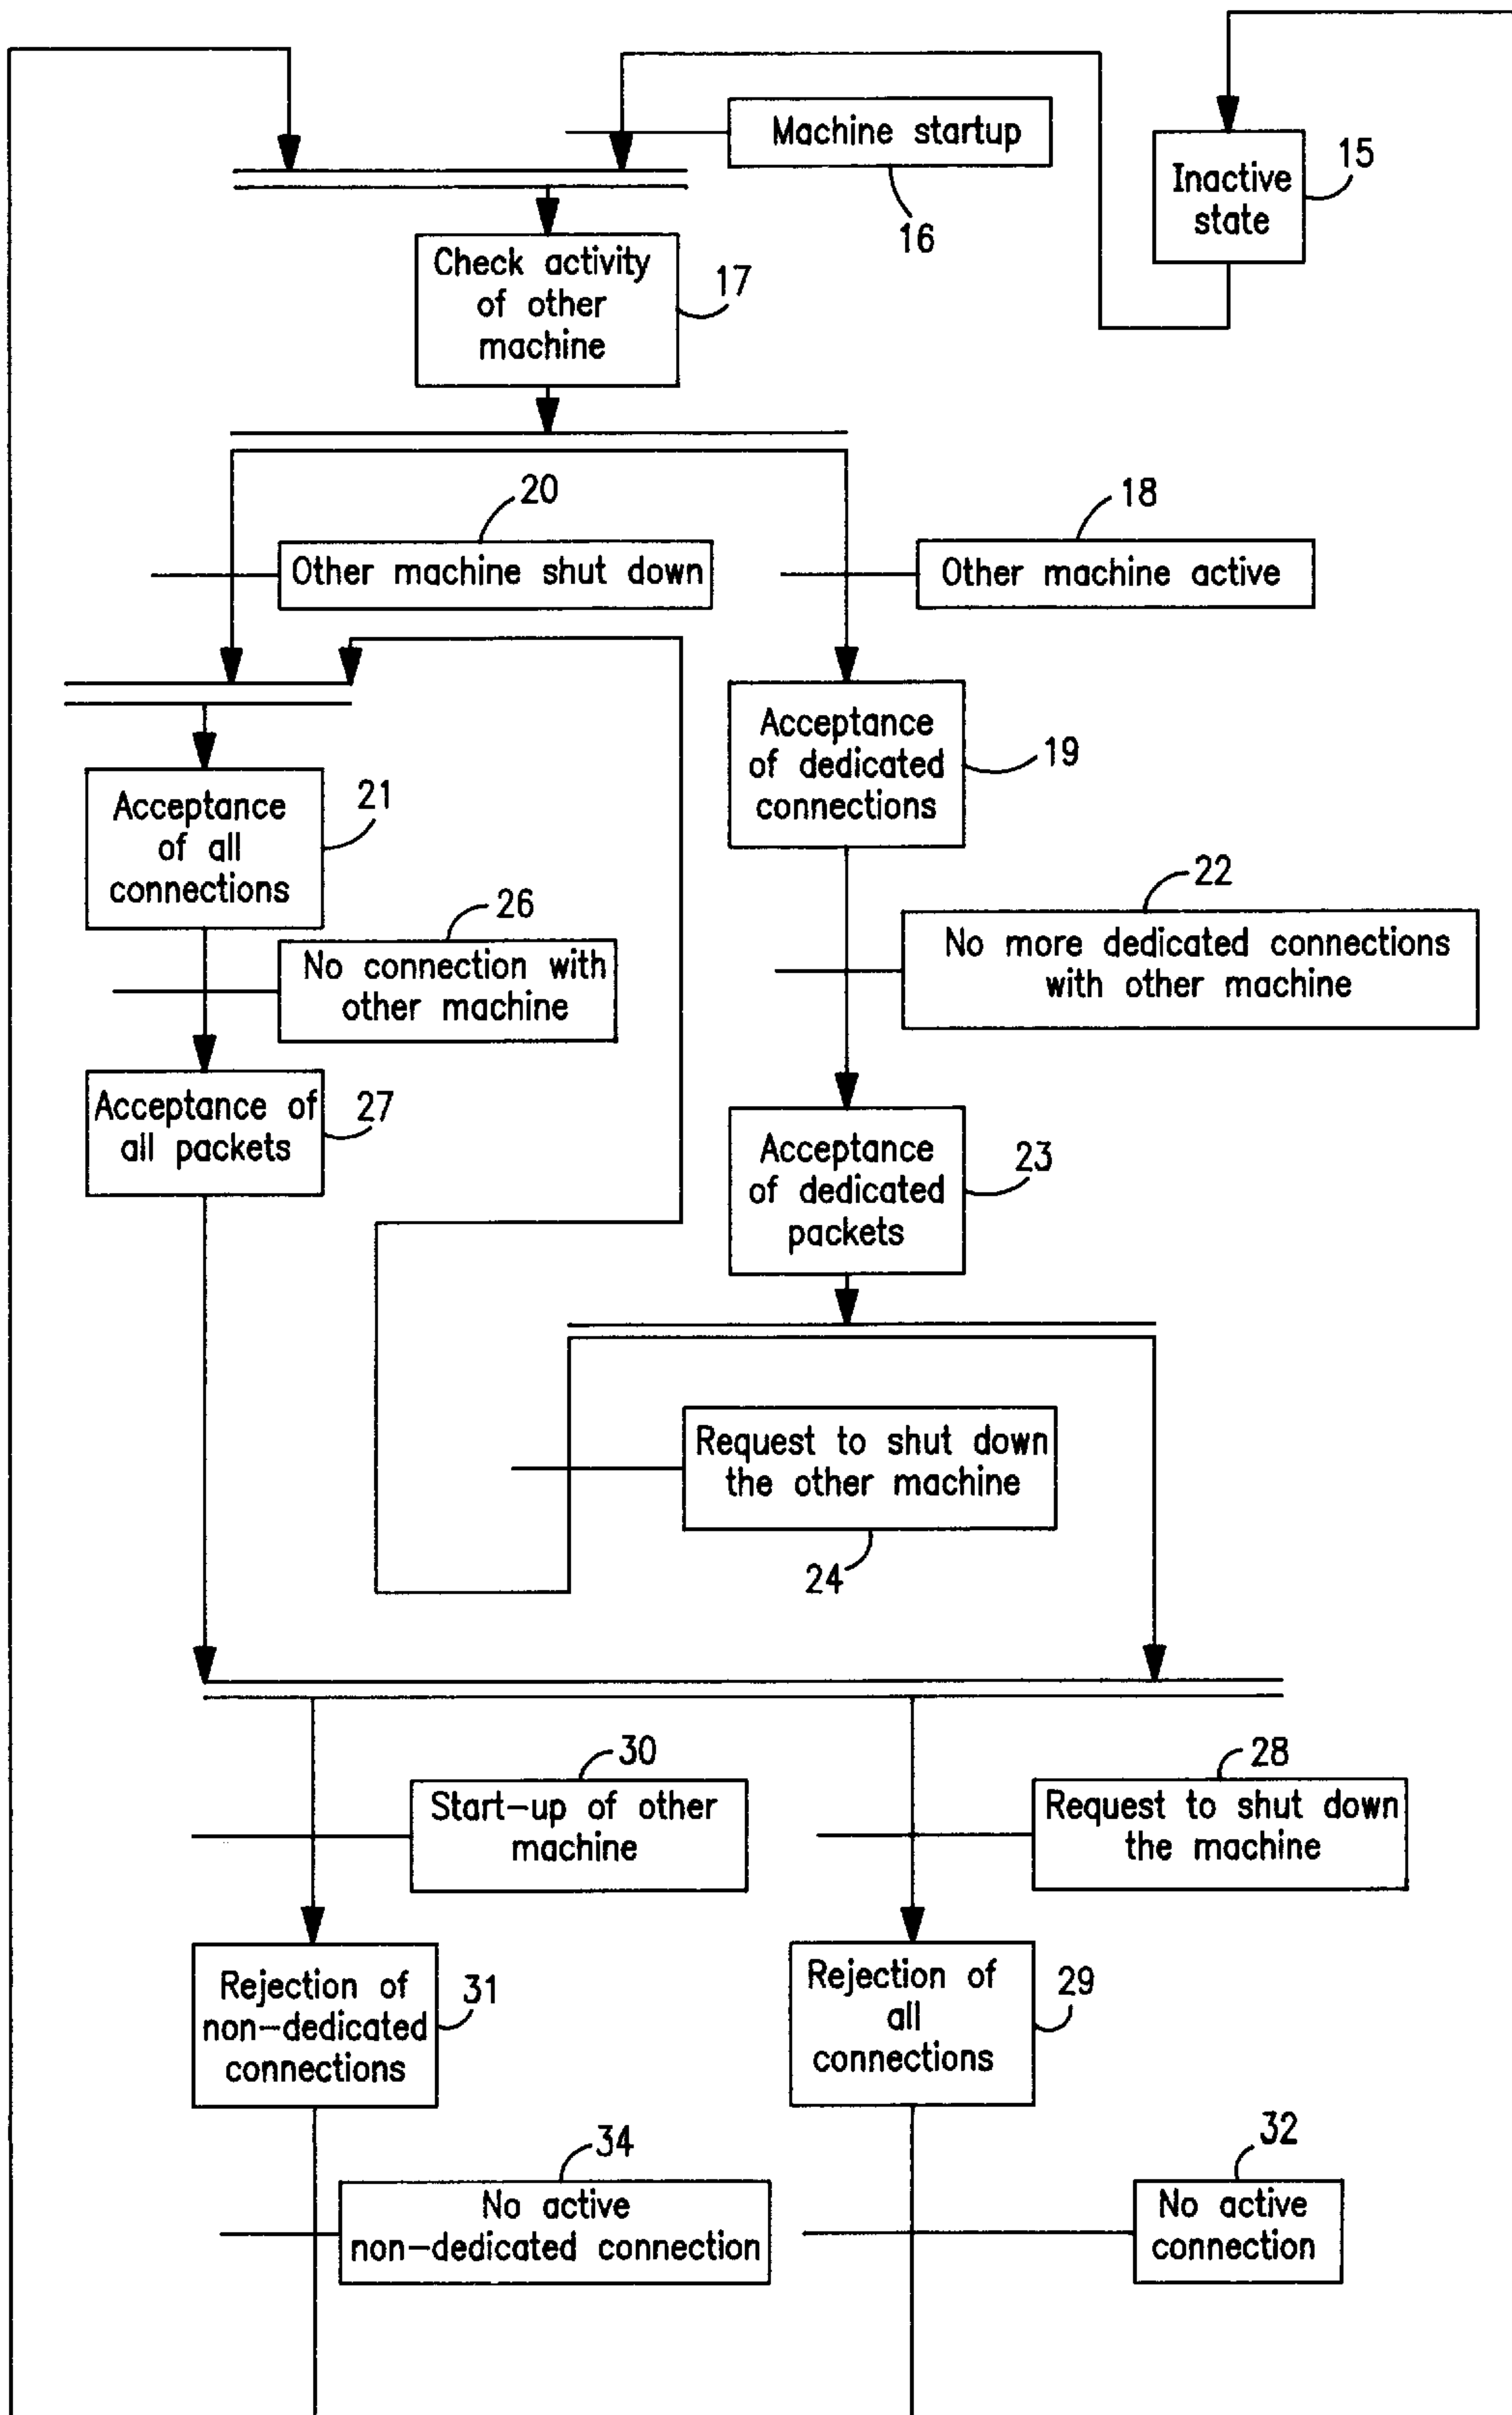 Machine startup
16
Inactive
state
15
Check activity
of other
machine
17
20
18
Other machine shut down
Other machine active
Acceptance
of dedicated
connections
19
Acceptance
of all
connections
21
22
No more dedicated connections
with other machine
26
No connection with
other machine
Acceptance of
all packets
27
Acceptance
of dedicated
packets
23
Request to shut down
the other machine
24
30
28
Start-up of other
machine
Request to shut down
the machine
Rejection of
non-dedicated
connections
31
Rejection of
all
connections
29
34
32
No active
non-dedicated connection
No active
connection